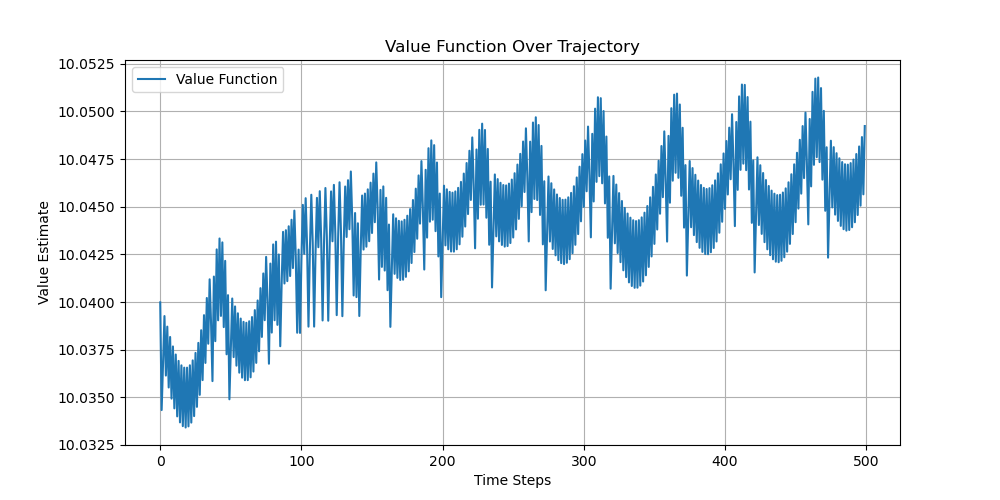 Value Function Over Trajectory
Value Function
10.0525
10.0500
10.0475
10.0450
10.0425
10.0400
10.0375
10.0350
10.0325
Value Estimate
0 100 200 300 400 500
Time Steps